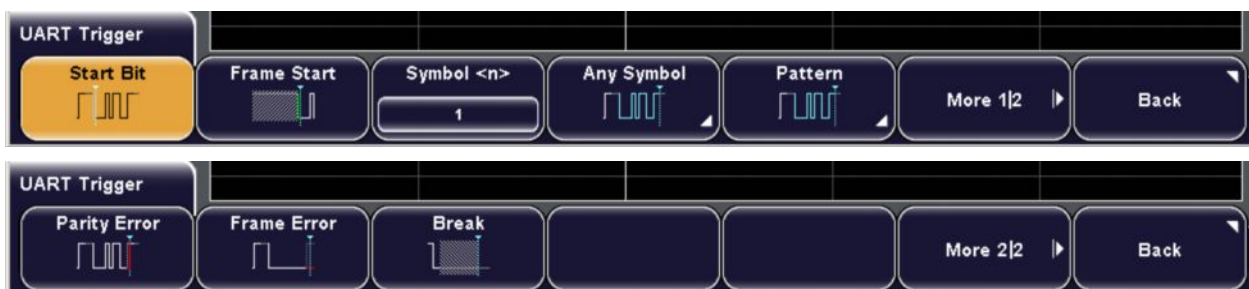 UART Trigger
Start Bit
Frame Start
Symbol <n>
1
Any Symbol
Pattern
More 1|2
Back
UART Trigger
Parity Error
Frame Error
Break
More 2|2
Back